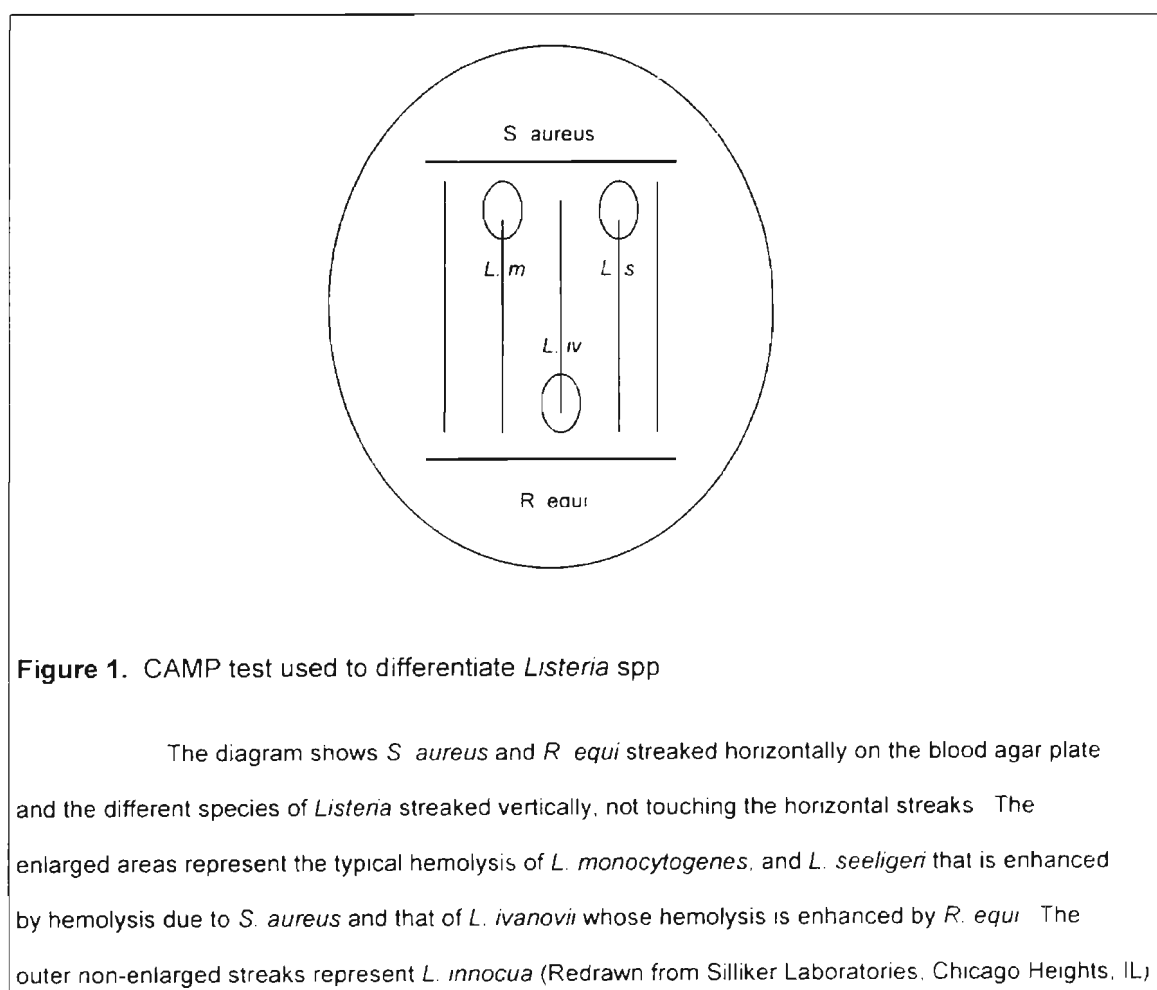 S aureus
L. m L s
L. iv
R equi
Figure 1. CAMP test used to differentiate Listeria spp
The diagram shows S aureus and R equi streaked horizontally on the blood agar plate
and the different species of Listeria streaked vertically, not touching the horizontal streaks The
enlarged areas represent the typical hemolysis of L. monocytogenes, and L. seeligeri that is enhanced
by hemolysis due to S. aureus and that of L. ivanovii whose hemolysis is enhanced by R. equi The
outer non-enlarged streaks represent L. innocua (Redrawn from Silliker Laboratories, Chicago Heights, IL)